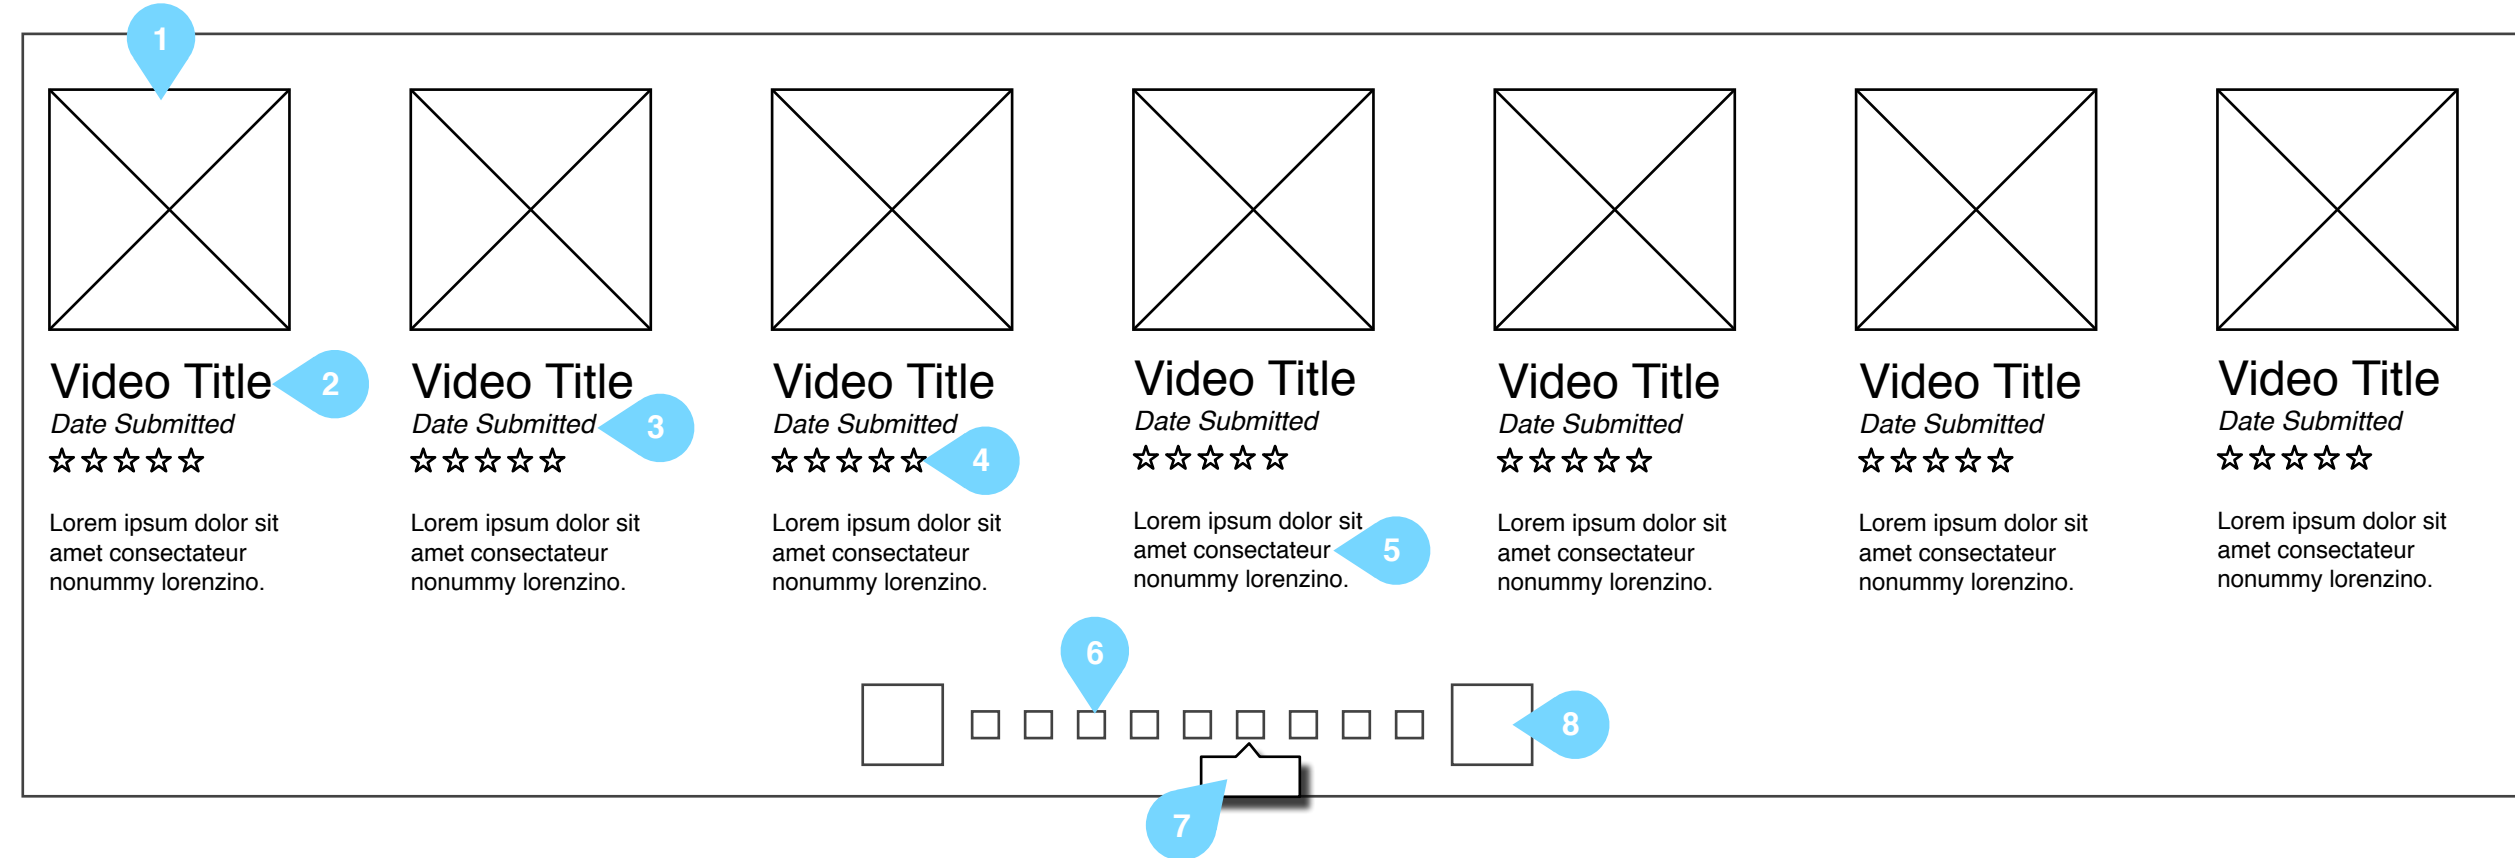 1
Video Title
Date Submitted
Lorem ipsum dolor sit
amet consectateur
nonummy lorenzino.
2
Video Title
Date Submitted
3
Lorem ipsum dolor sit
amet consectateur
nonummy lorenzino.
Video Title
Date Submitted
4
Lorem ipsum dolor sit
amet consectateur
nonummy lorenzino.
Video Title
Date Submitted
Lorem ipsum dolor sit
amet consectateur
nonummy lorenzino.
5
Video Title
Date Submitted
Lorem ipsum dolor sit
amet consectateur
nonummy lorenzino.
Video Title
Date Submitted
Lorem ipsum dolor sit
amet consectateur
nonummy lorenzino.
Video Title
Date Submitted
Lorem ipsum dolor sit
amet consectateur
nonummy lorenzino.
6
8
7